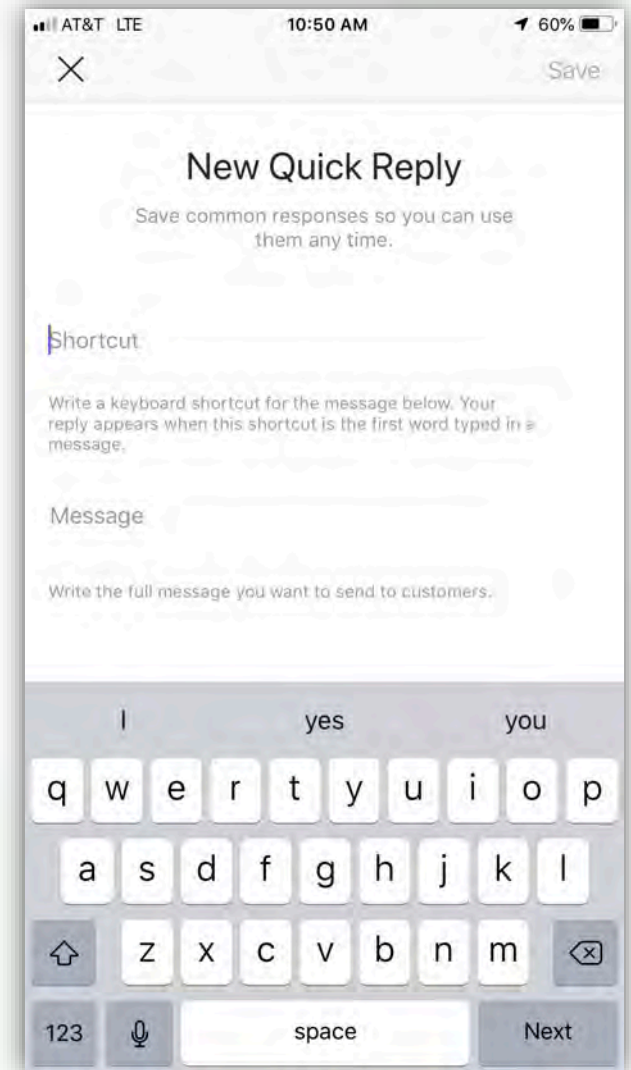 AT&T LTE 10:50 AM 60%
Save
New Quick Reply
Save common responses so you can use
them any time.
Shortcut
Write a keyboard shortcut for the message below. Your
reply appears when this shortcut is the first word typed in a
message.
Message
Write the full message you want to send to customers.
I yes you
q w e r t y u i o p
a s d f g h j k l
z x c v b n m
123 space Next